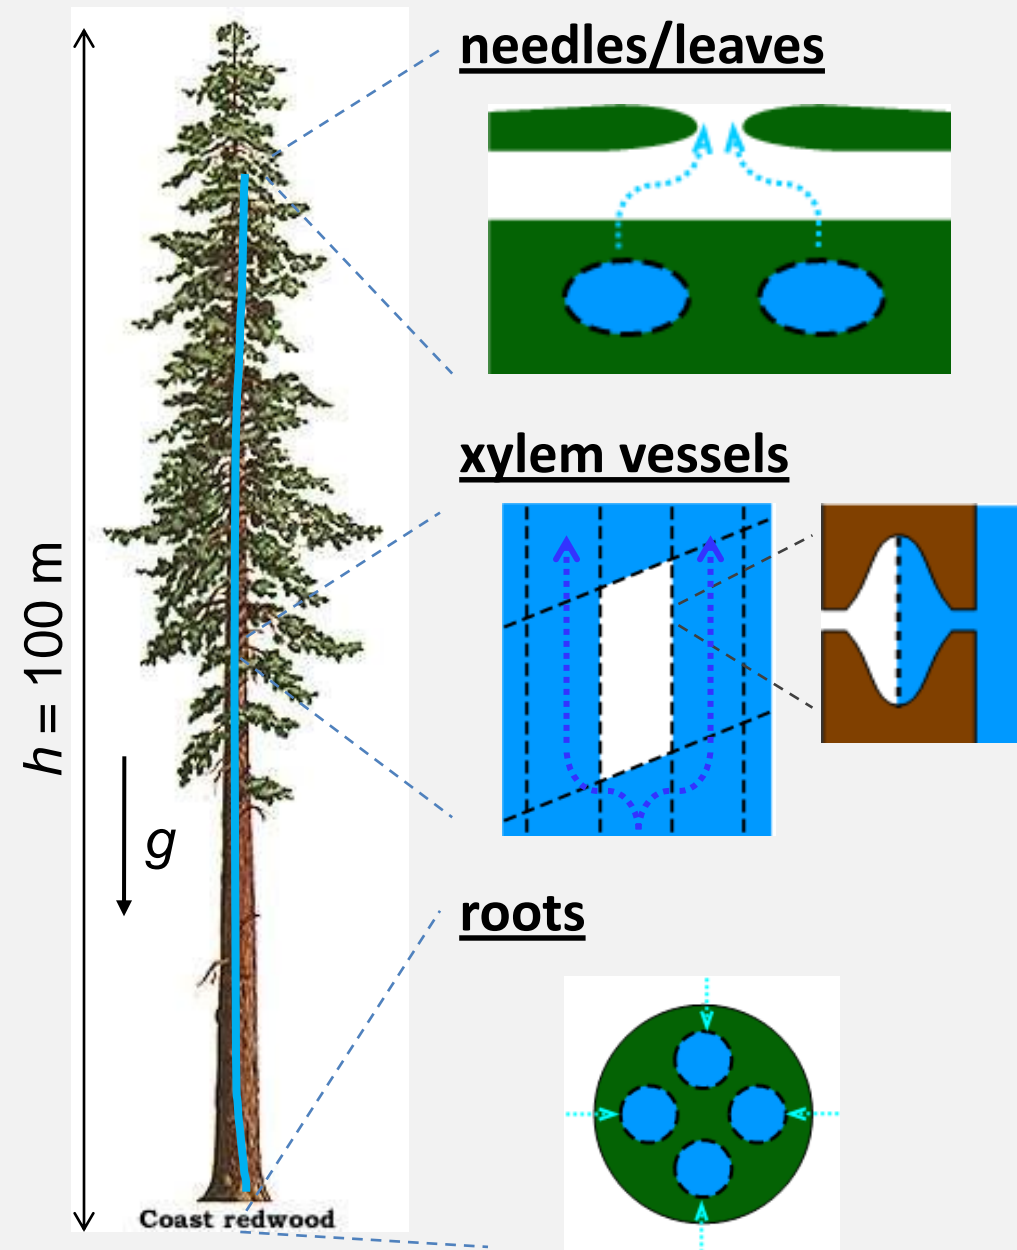 needles/leaves
xylem vessels
h = 100 m
g
roots
Coast redwood